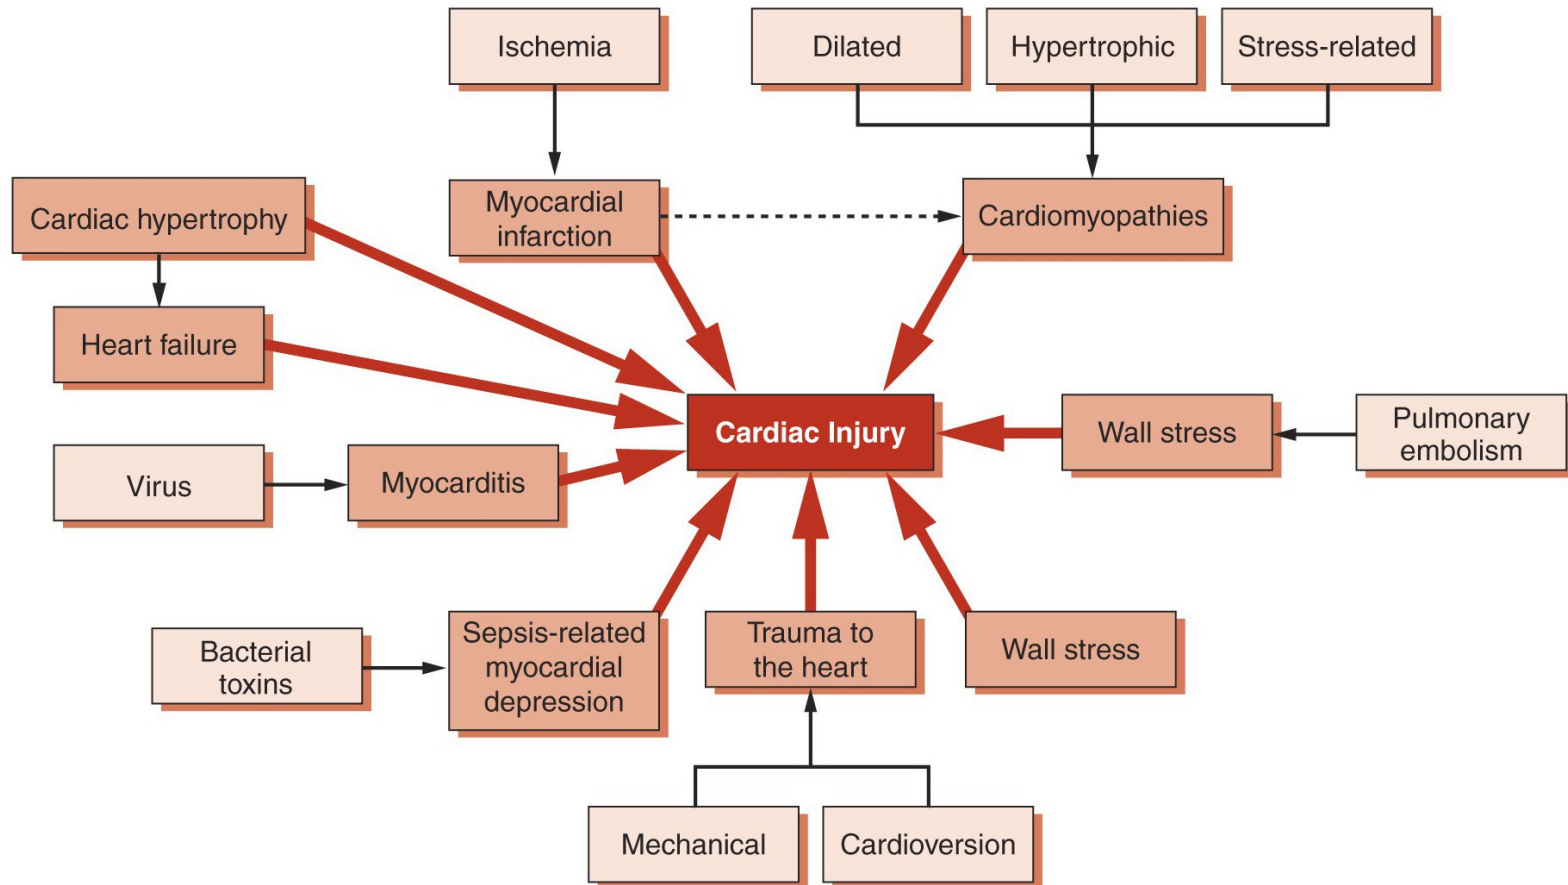 Ischemia
Dilated
Hypertrophic
Stress-related
Cardiac hypertrophy
Myocardial
infarction
Cardiomyopathies
Heart failure
Cardiac Injury
Wall stress
Pulmonary
embolism
Virus
Myocarditis
Bacterial
toxins
Sepsis-related
myocardial
depression
Trauma to
the heart
Wall stress
Mechanical
Cardioversion